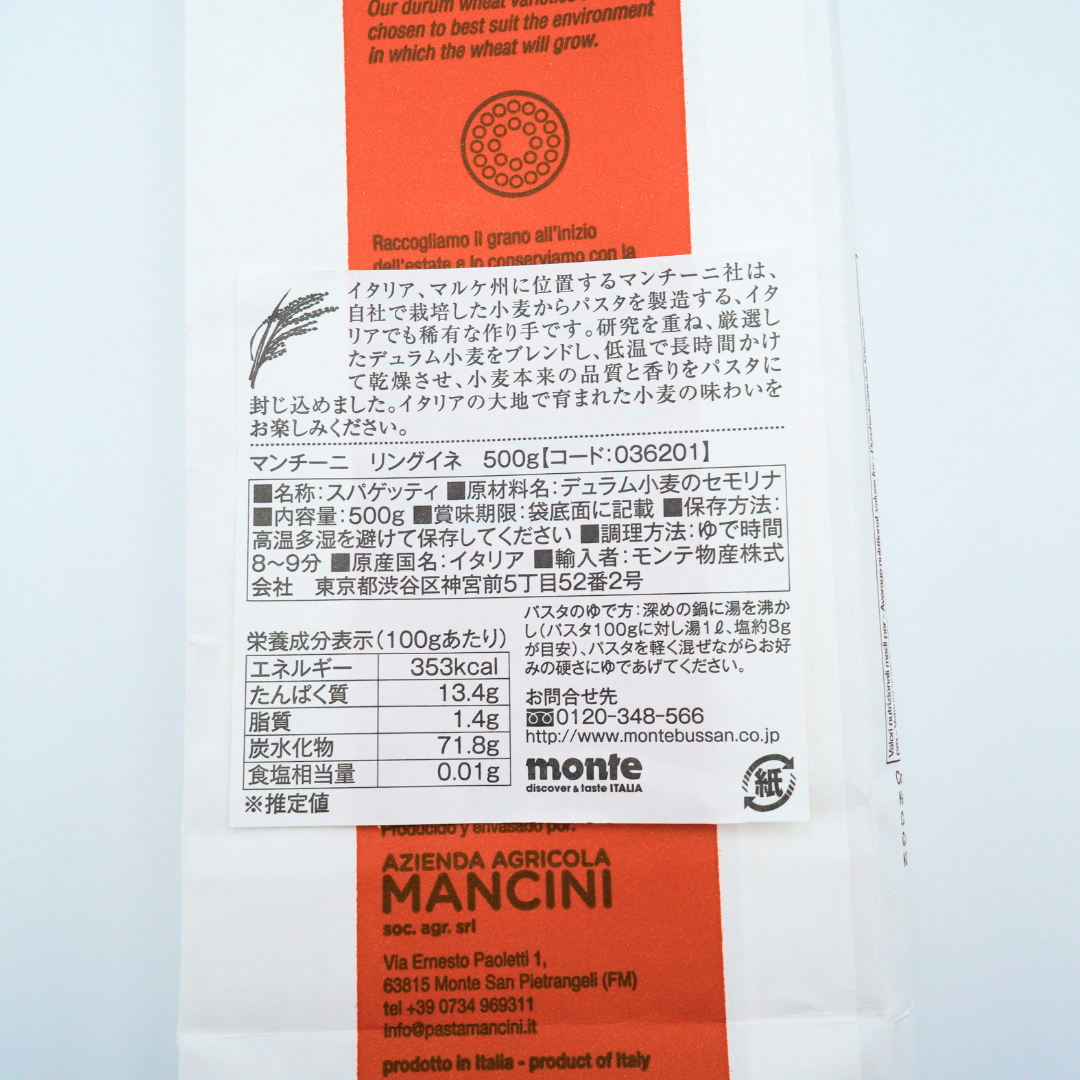 Our durum wheat
chosen to best suit the environment
in which the wheat will grow.
Raccogliamo il grano all'inizio
dell'estate e lo conserviamo con la
イタリア、マルケ州に位置するマンチーニ社は、
自社で栽培した小麦からパスタを製造する、イタ
リアでも稀有な作り手です。研究を重ね、厳選し
たデュラム小麦をブレンドし、低温で長時間かけ
て乾燥させ、小麦本来の品質と香りをパスタに
封じ込めました。イタリアの大地で育まれた小麦の味わいを
お楽しみください。
マンチーニ リングイネ 500g【コード:036201】
■名称:スパゲッティ ■原材料名:デュラム小麦のセモリナ
■内容量:500g ■賞味期限:袋底面に記載 ■保存方法:
高温多湿を避けて保存してください ■調理方法:ゆで時間
8〜9分 ■原産国名:イタリア ■輸入者:モンテ物産株式
会社 東京都渋谷区神宮前5丁目52番2号
栄養成分表示(100gあたり)
エネルギー 353kcal
たんぱく質 13.4g
脂質 1.4g
炭水化物 71.8g
食塩相当量 0.01g
※推定値
パスタのゆで方:深めの鍋に湯を沸か
し(パスタ100gに対し湯1ℓ、塩約8g
が目安)、パスタを軽く混ぜながらお好
みの硬さにゆであげてください。
お問合せ先
0120-348-566
http://www.montebussan.co.jp
monte
discover & taste ITALIA
紙
Producido y envasado por:
AZIENDA AGRICOLA
MANCINI
soc. agr. srl
Via Ernesto Paoletti 1,
63815 Monte San Pietrangeli (FM)
tel +39 0734 969311
info@pastamancini.it
prodotto in Italia - product of Italy
Valori nutrizionali medi per - Average nutritional values for